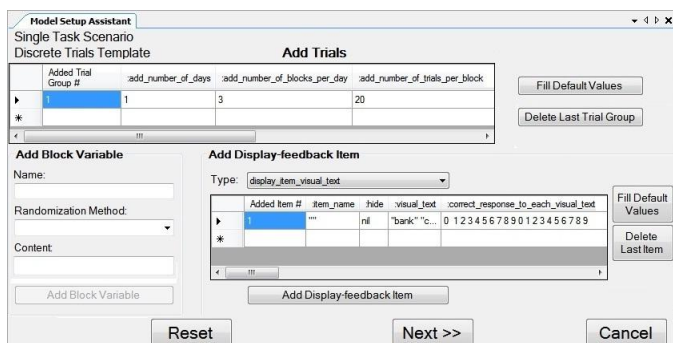 Model Setup Assistant
Single Task Scenario
Discrete Trials Template
Add Trials
Added Trial Group # :add_number_of_days :add_number_of_blocks_per_day :add_number_of_trials_per_block
1 1 3 20
Fill Default Values
Delete Last Trial Group
Add Block Variable
Name:
Randomization Method:
Content:
Add Block Variable
Add Display-feedback Item
Type: display_item_visual_text
Added Item # :item_name :hide :visual_text :correct_response_to_each_visual_text
1 "" nil "bank" "c... 0 1 2 3 4 5 6 7 8 9 0 1 2 3 4 5 6 7 8 9
Fill Default
Values
Delete
Last Item
Add Display-feedback Item
Reset Next >> Cancel